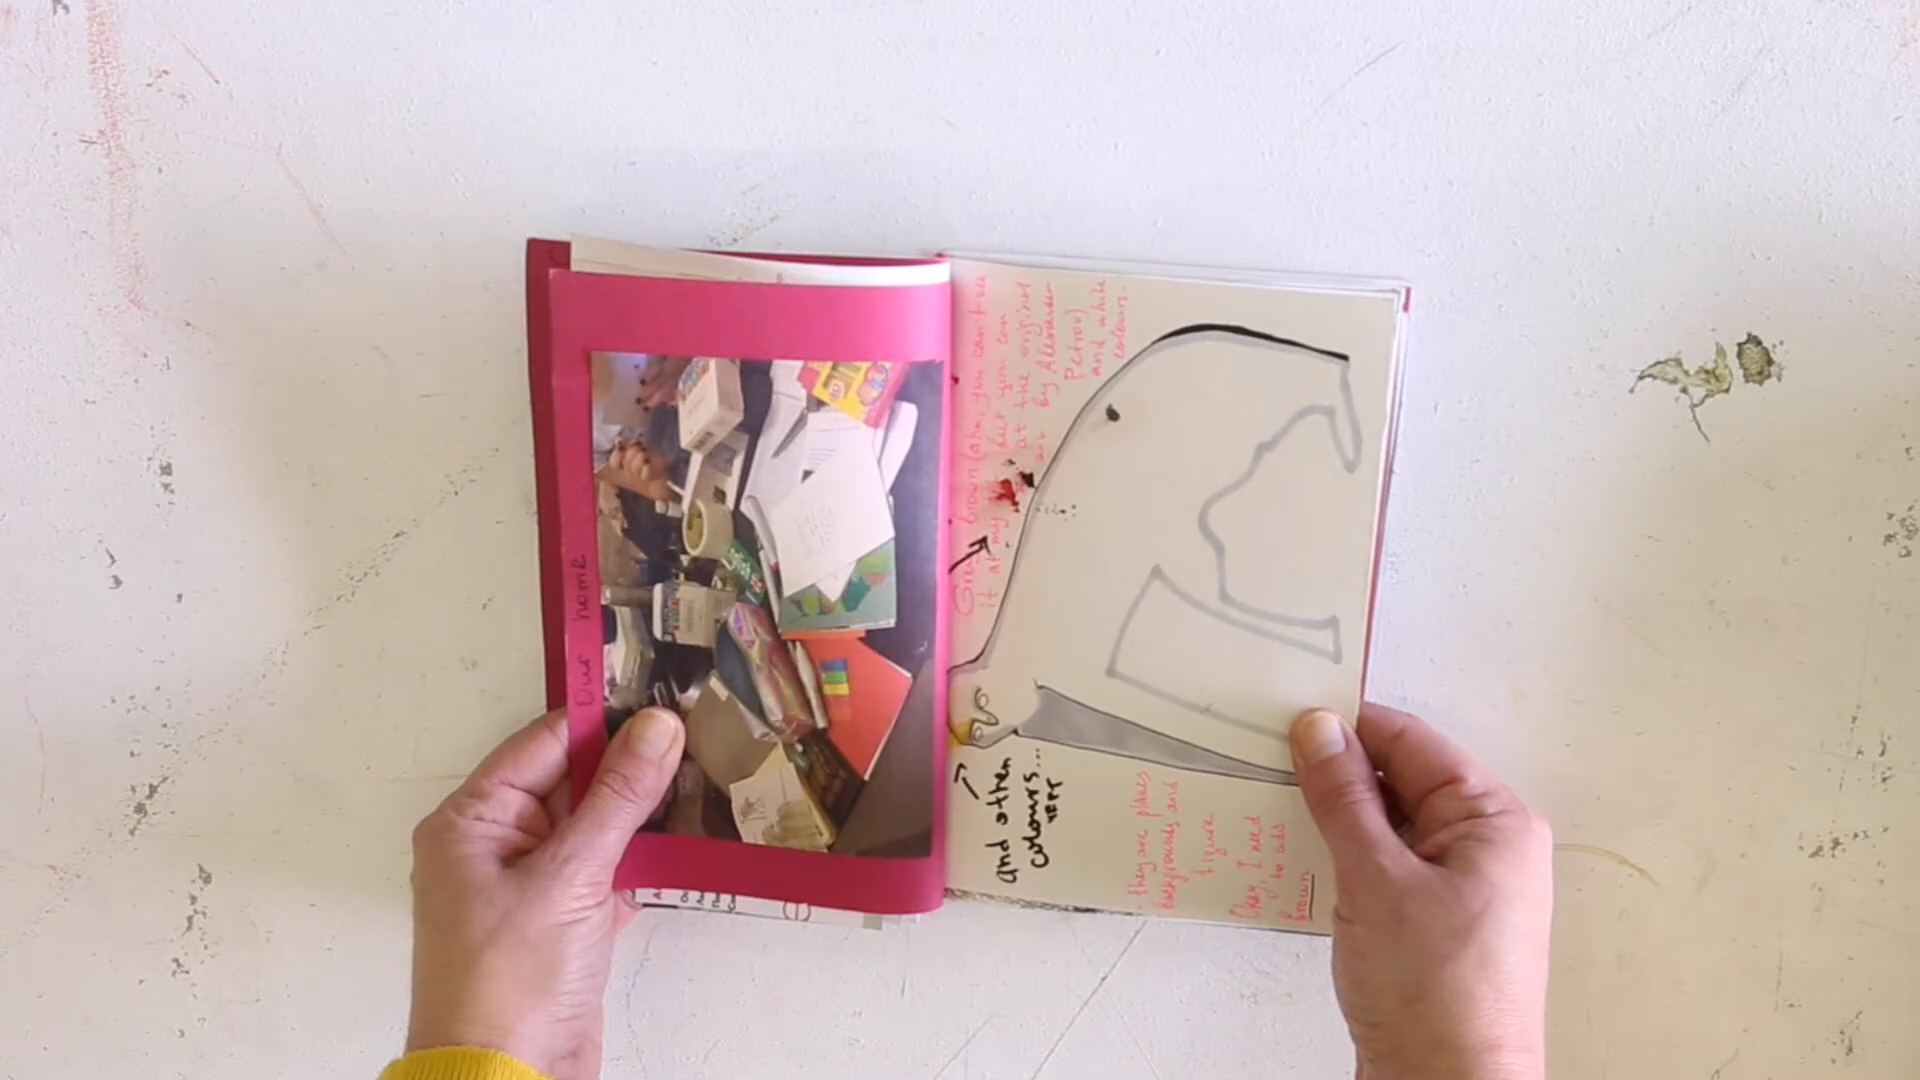 Our home
Grey brown (aha, you can't see
it at my but you can
at the original
art by Alexander
Petrov)
and white
colours.
and other
colours...
they are places
backgrounds and
figure
Okay, I need
to add
brown